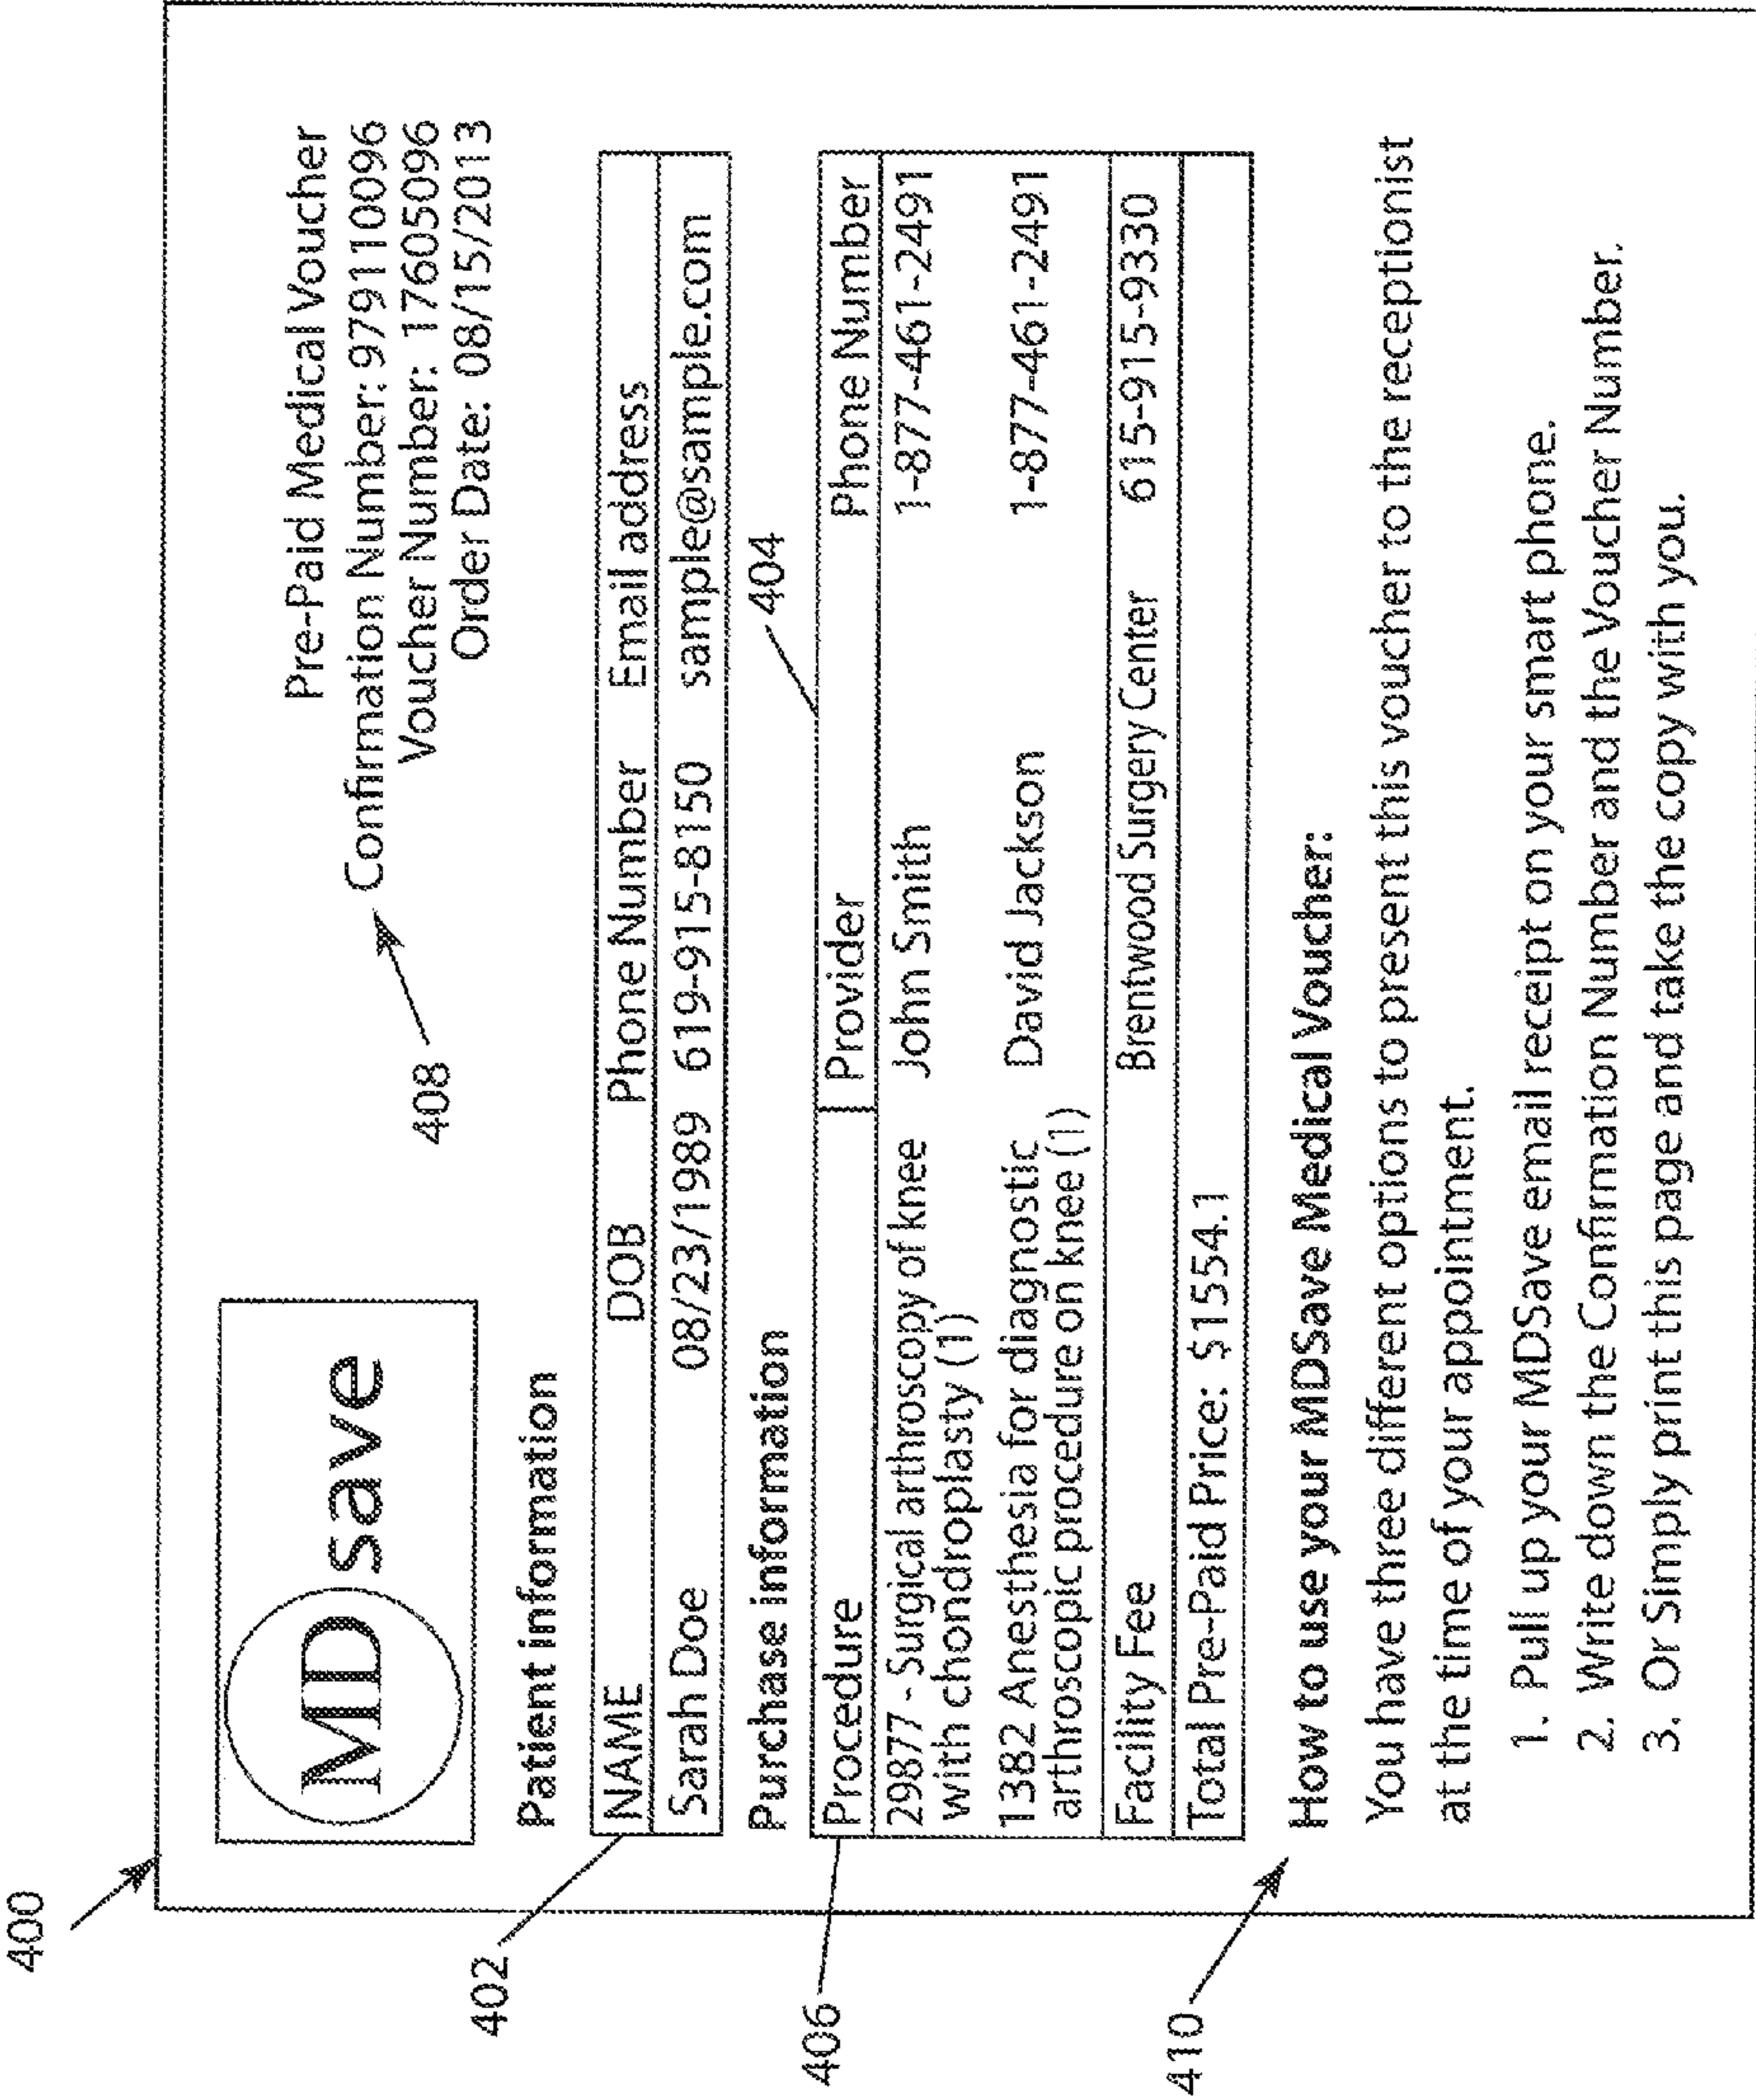 400
MD save
Pre-Paid Medical Voucher
408
Confirmation Number: 979110096
Voucher Number: 17605096
Order Date: 08/15/2013
Patient information
402
NAME DOB Phone Number Email address
Sarah Doe 08/23/1989 619-915-8150 sample@sample.com
Purchase information
404
406
Procedure Provider Phone Number
29877 - Surgical arthroscopy of knee John Smith 1-877-461-2491
with chondroplasty (1)
1382 Anesthesia for diagnostic David Jackson 1-877-461-2491
arthroscopic procedure on knee (1)
Facility Fee Brentwood Surgery Center 615-915-9330
Total Pre-Paid Price: $1554.1
410
How to use your MDSave Medical Voucher:
You have three different options to present this voucher to the receptionist
at the time of your appointment.
1. Pull up your MDSave email receipt on your smart phone.
2. Write down the Confirmation Number and the Voucher Number.
3. Or Simply print this page and take the copy with you.